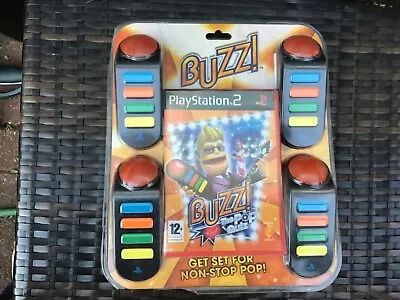 BUZZ!
PlayStation 2
BUZZ!
The Pop Quiz
12+
GET SET FOR
NON-STOP POP!